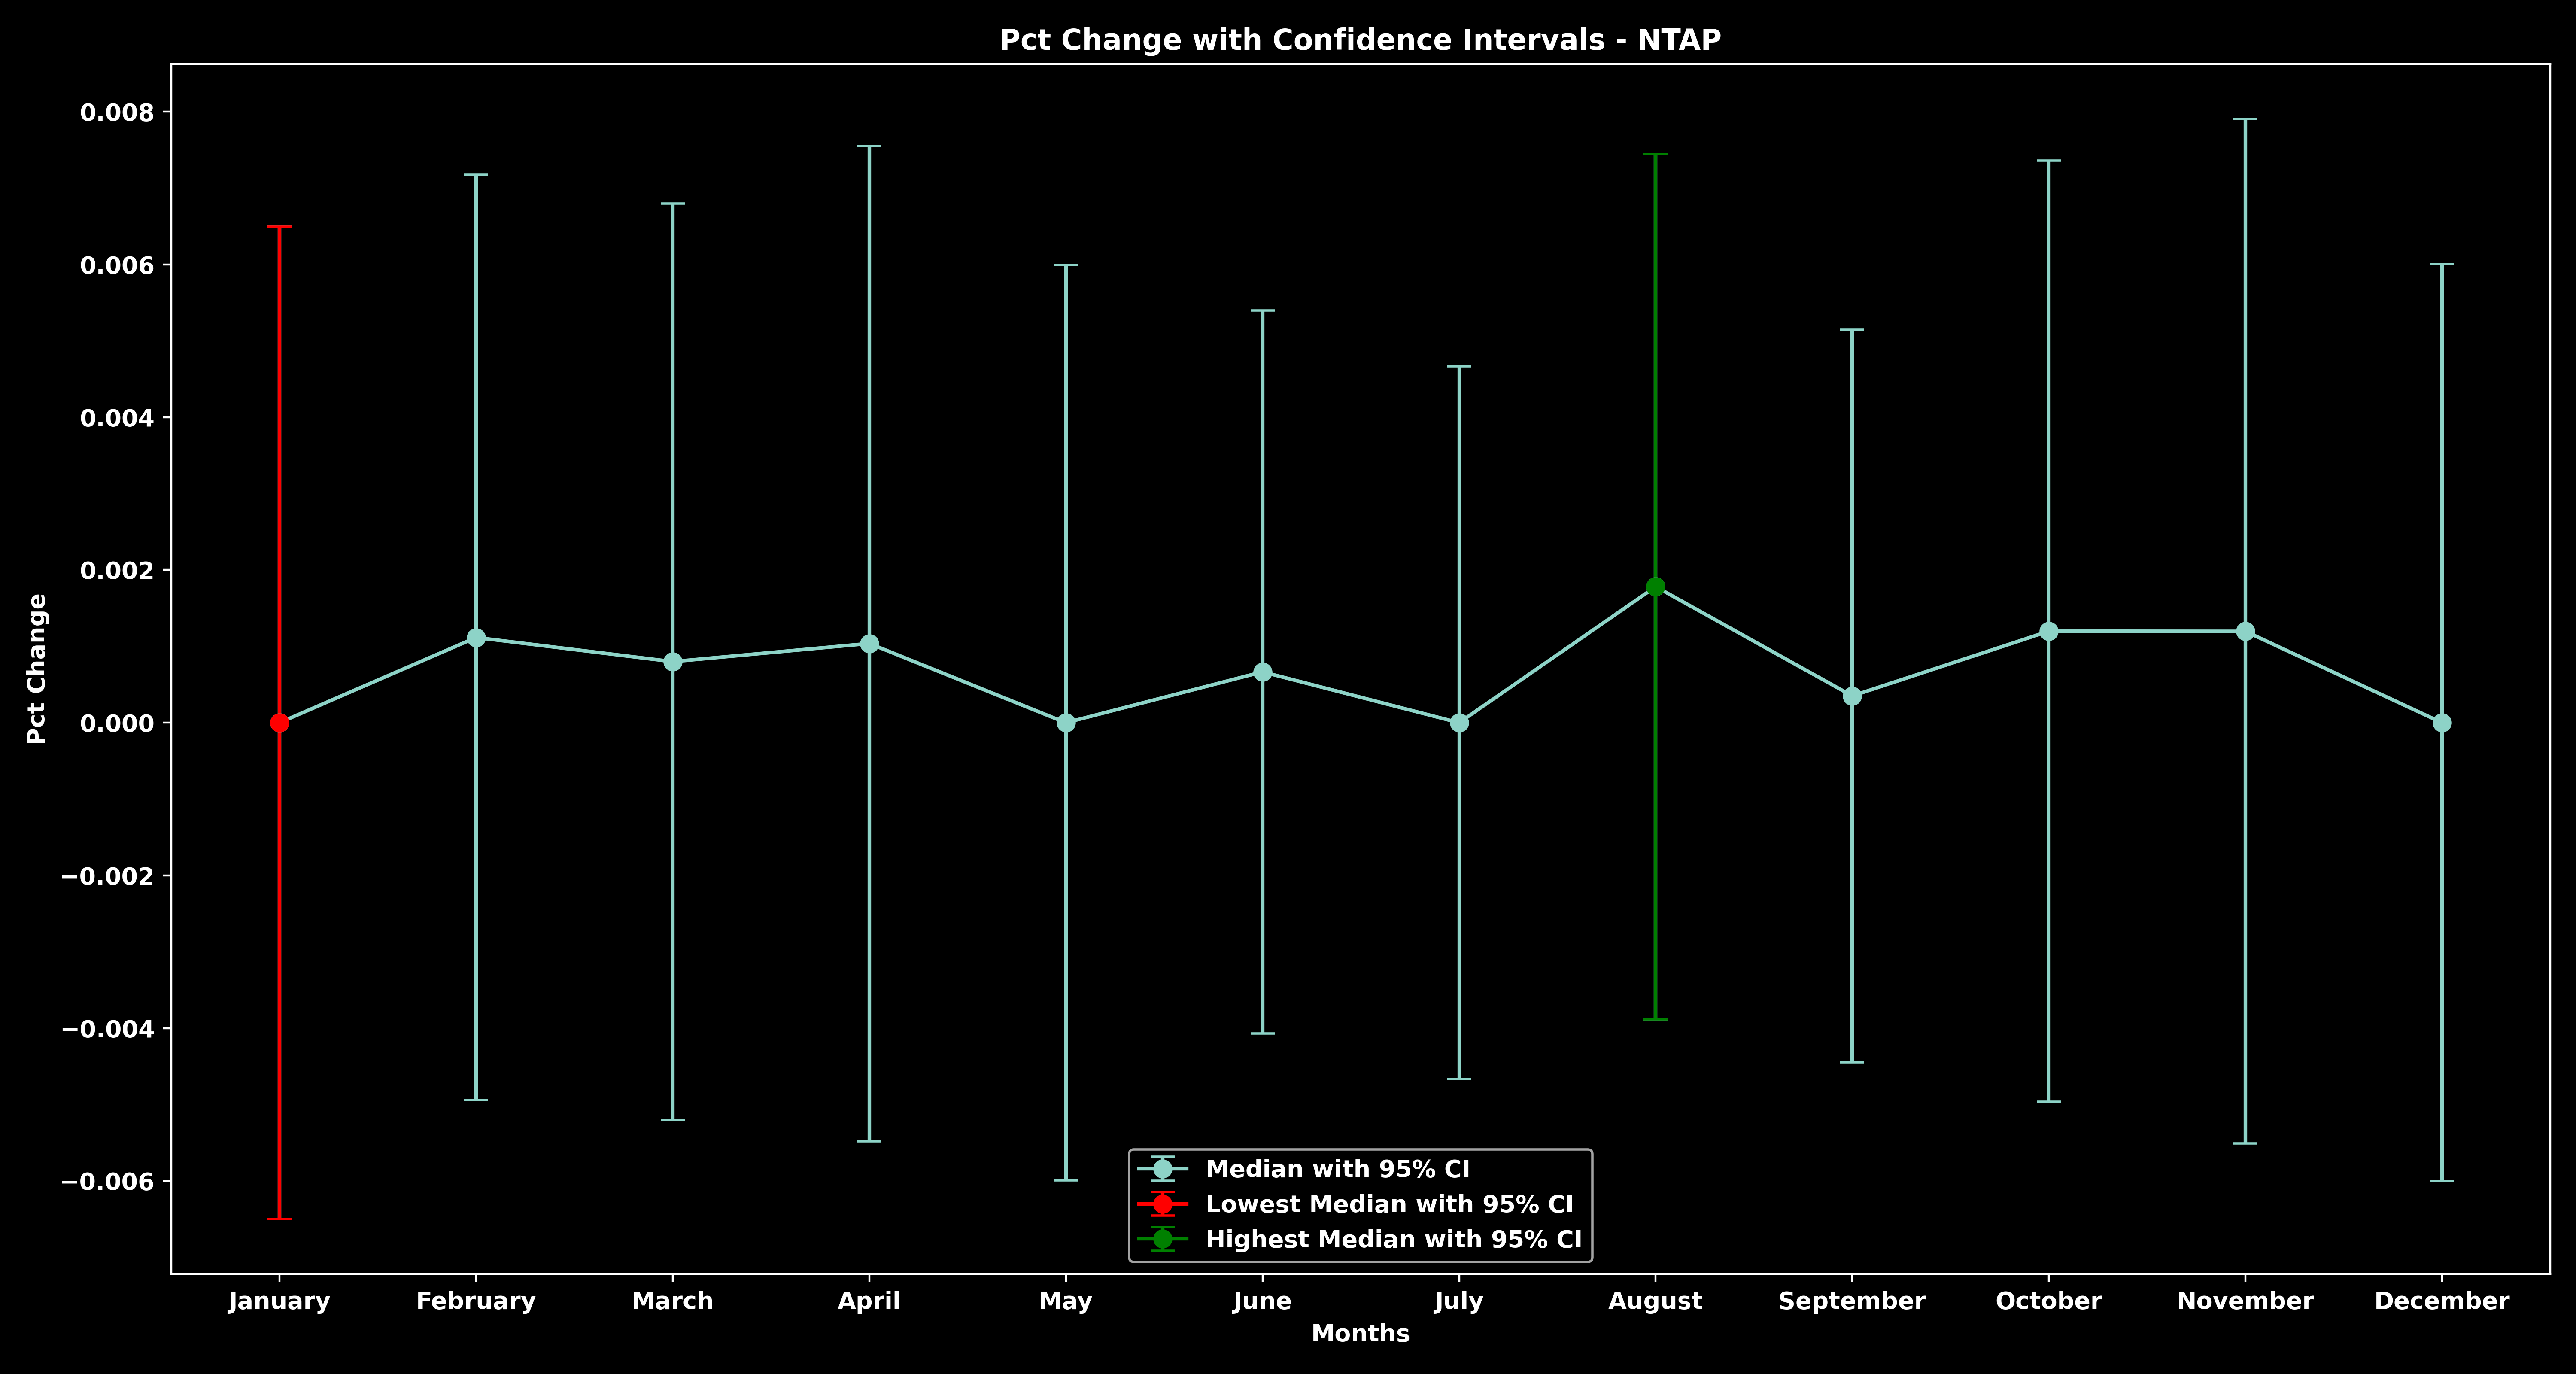 Pct Change with Confidence Intervals - NTAP
Pct Change
0.008
0.006
0.004
0.002
0.000
−0.002
−0.004
−0.006
Median with 95% CI
Lowest Median with 95% CI
Highest Median with 95% CI
January February March April May June July August September October November December
Months